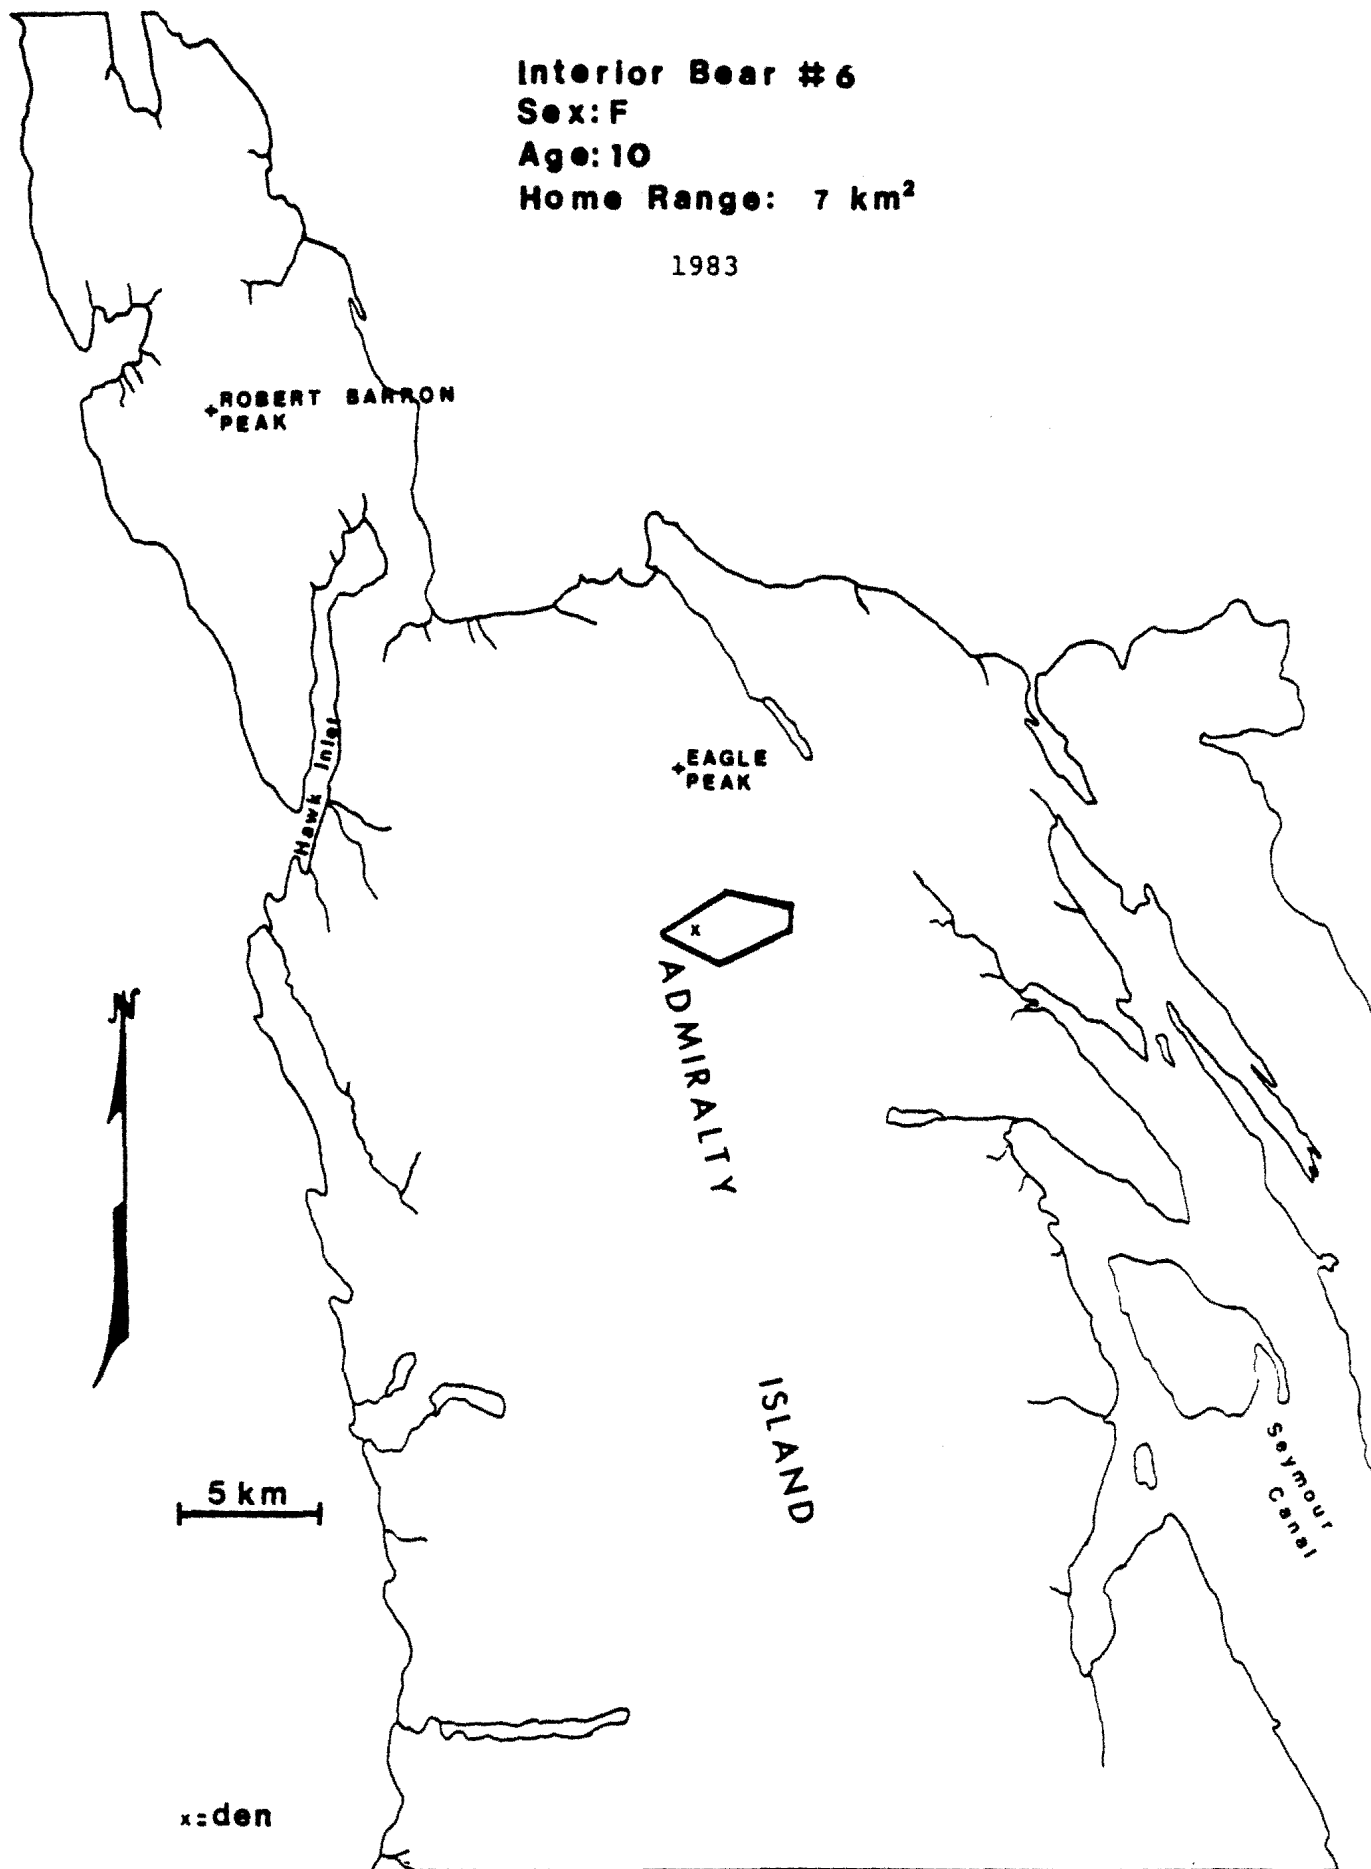 Interior Bear #6
Sex: F
Age: 10
Home Range: 7 km²
1983
+ROBERT BARRON
PEAK
Hawk Inlet
+EAGLE
PEAK
x
ADMIRALTY
N
ISLAND
Seymour
Canal
5 km
x=den